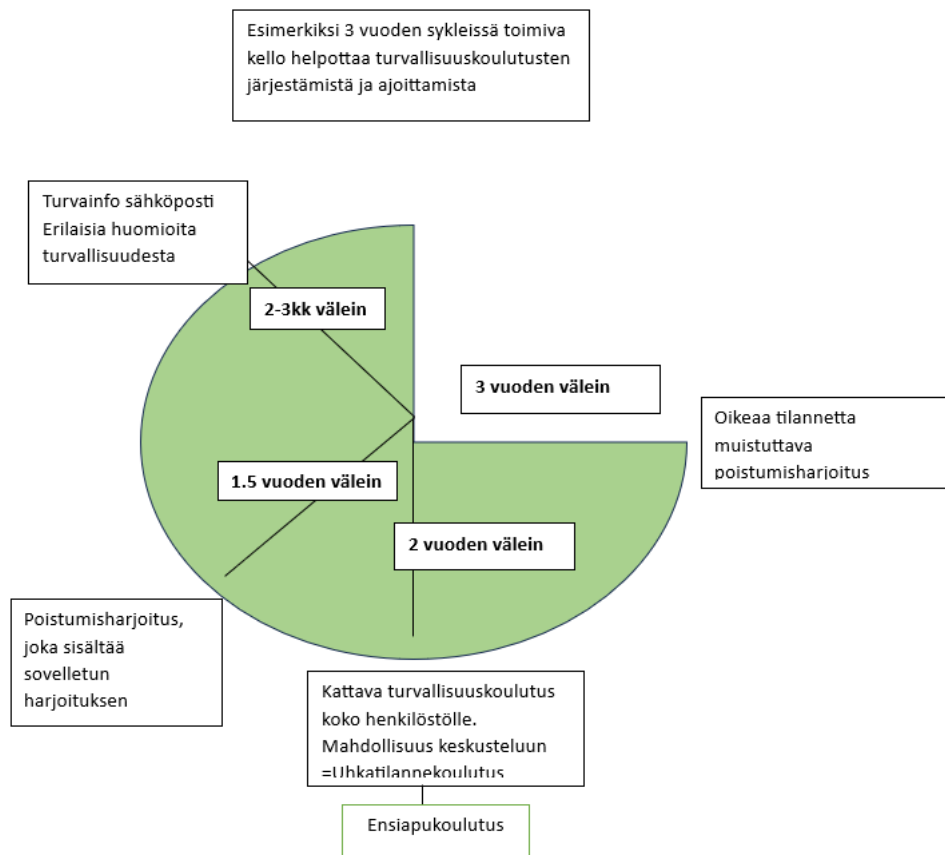 Esimerkiksi 3 vuoden sykleissä toimiva
kello helpottaa turvallisuuskoulutusten
järjestämistä ja ajoittamista
Turvainfo sähköposti
Erilaisia huomioita
turvallisuudesta
2-3kk välein
3 vuoden välein
Oikeaa tilannetta
muistuttava
poistumisharjoitus
1.5 vuoden välein
2 vuoden välein
Poistumisharjoitus,
joka sisältää
sovelletun
harjoituksen
Kattava turvallisuuskoulutus
koko henkilöstölle.
Mahdollisuus keskusteluun
=Uhkatilannekoulutus
Ensiapukoulutus